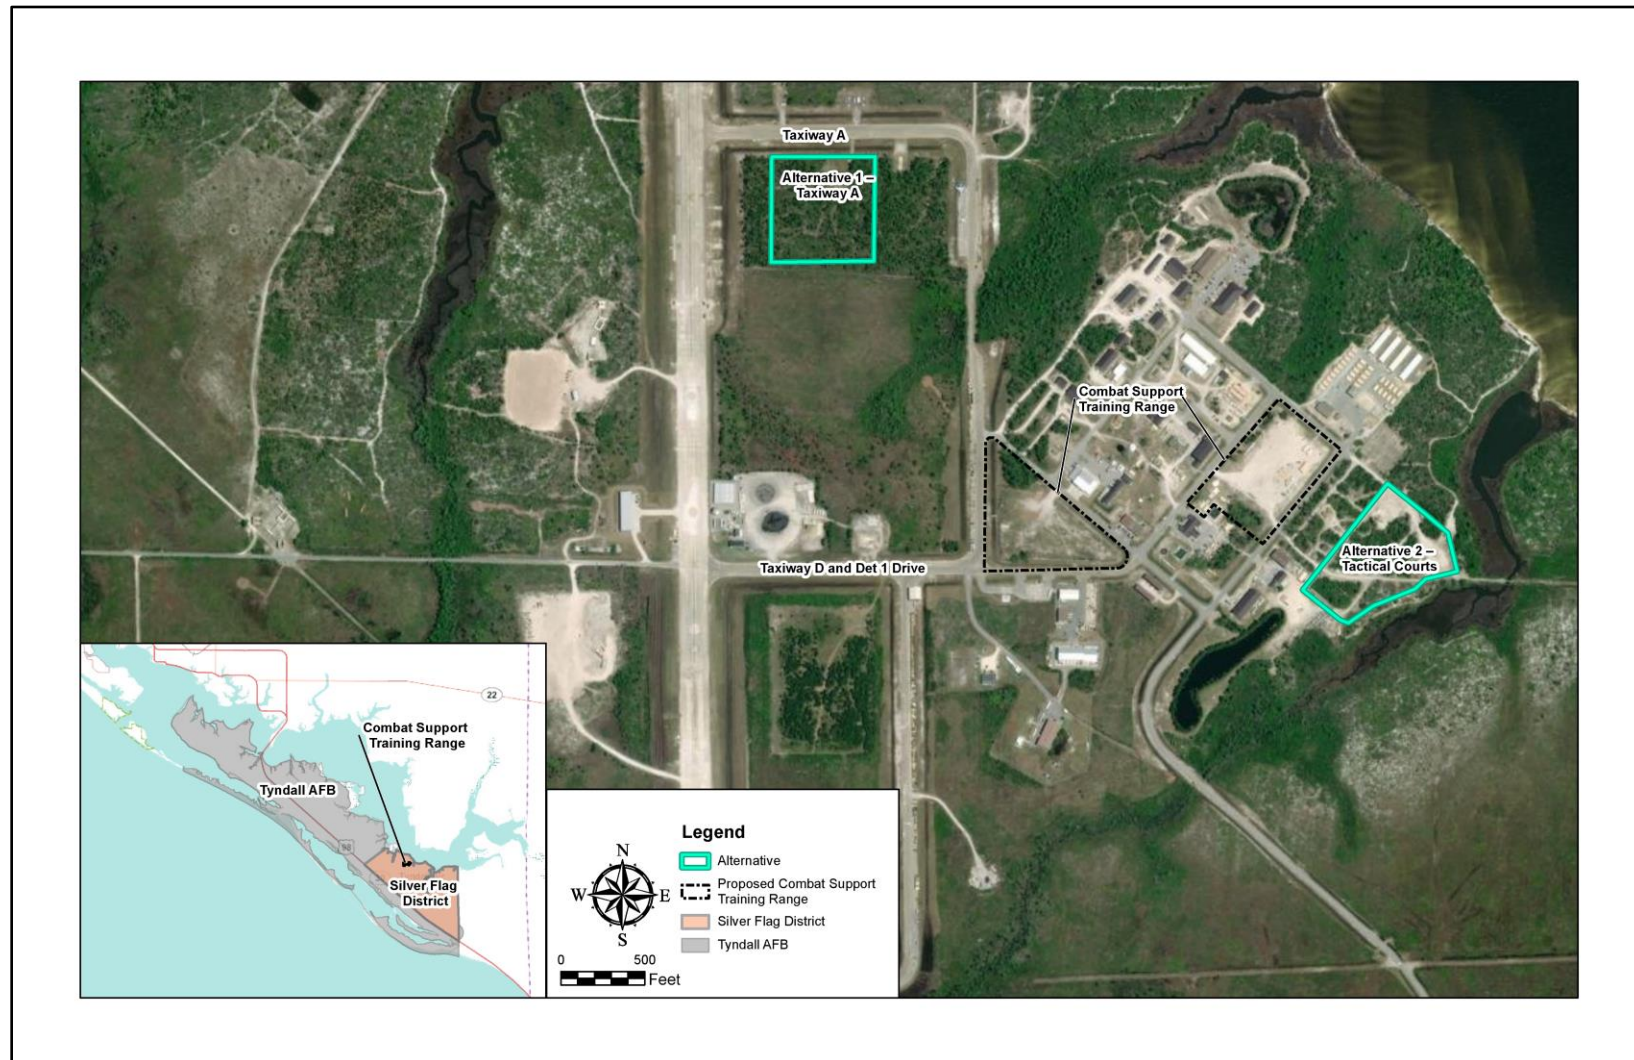 Taxiway A
Alternative 1 –
Taxiway A
Combat Support
Training Range
Alternative 2 –
Tactical Courts
Taxiway D and Det 1 Drive
22
Combat Support
Training Range
Tyndall AFB
98
Silver Flag
District
Legend
Alternative
Proposed Combat Support
Training Range
Silver Flag District
Tyndall AFB
N
W
E
S
0
500
Feet